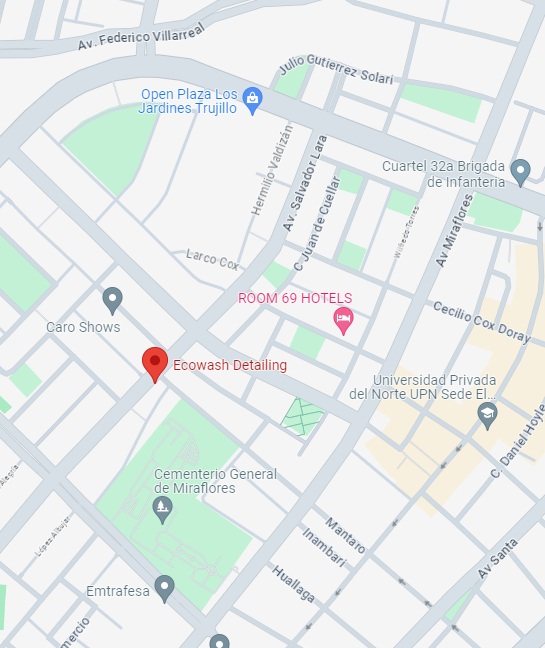 Av. Federico Villarreal
Julio Gutierrez Solari
Open Plaza Los
Jardines Trujillo
Hermilio Valdizán
Av. Salvador Lara
Cuartel 32a Brigada
de Infanteria
C Juan de Cuellar
Av Miraflores
Larco Cox
ROOM 69 HOTELS
Caro Shows
Cecilio Cox Doray
Ecowash Detailing
Universidad Privada
del Norte UPN Sede El...
C. Daniel Hoyle
Cementerio General
de Miraflores
López Albújar
Mantaro
Inambari
Av Santa
Huallaga
Emtrafesa
mercio